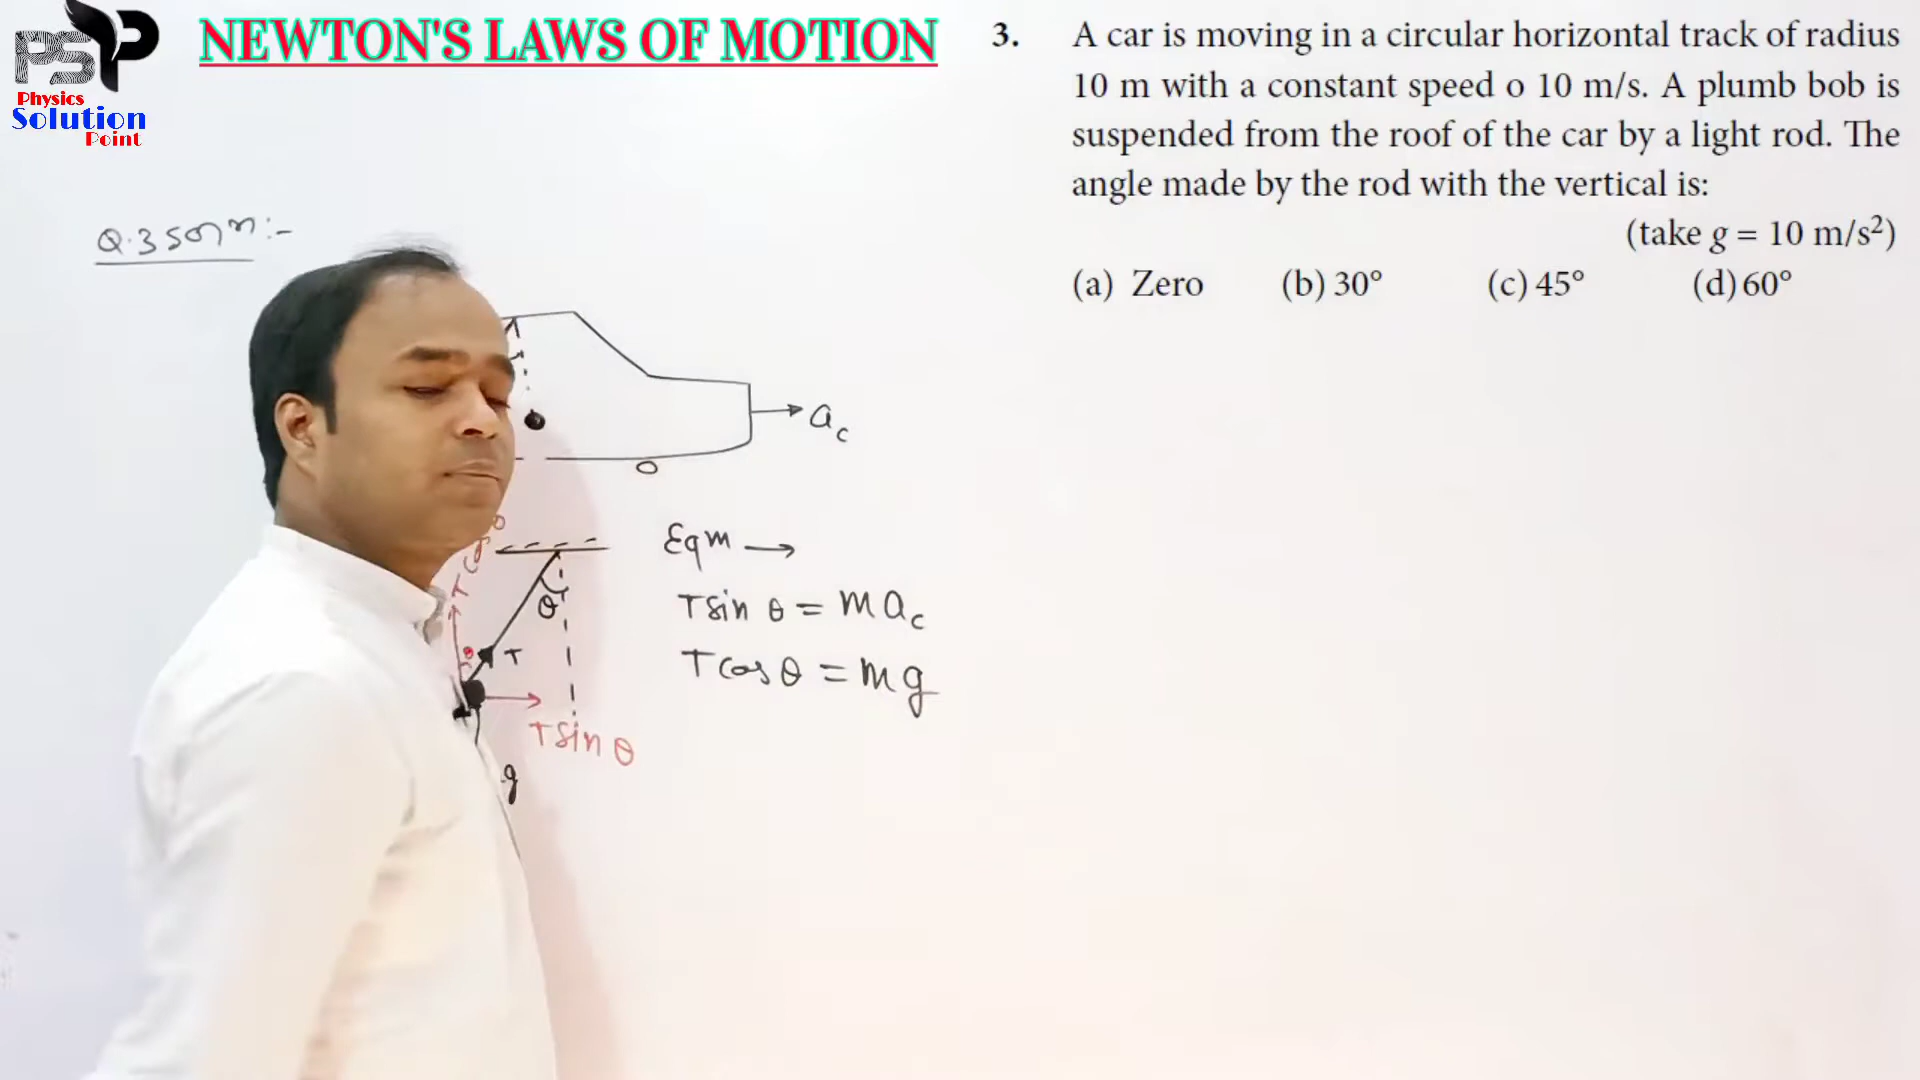 PSP
Physics
Solution
Point
NEWTON'S LAWS OF MOTION
3. A car is moving in a circular horizontal track of radius
10 m with a constant speed o 10 m/s. A plumb bob is
suspended from the roof of the car by a light rod. The
angle made by the rod with the vertical is:
(take g = 10 m/s²)
(a) Zero (b) 30° (c) 45° (d) 60°
Q.3 Solⁿ:-
a_c
θ
T
T sin θ
g
Eqm →
T sin θ = m a_c
T cos θ = mg